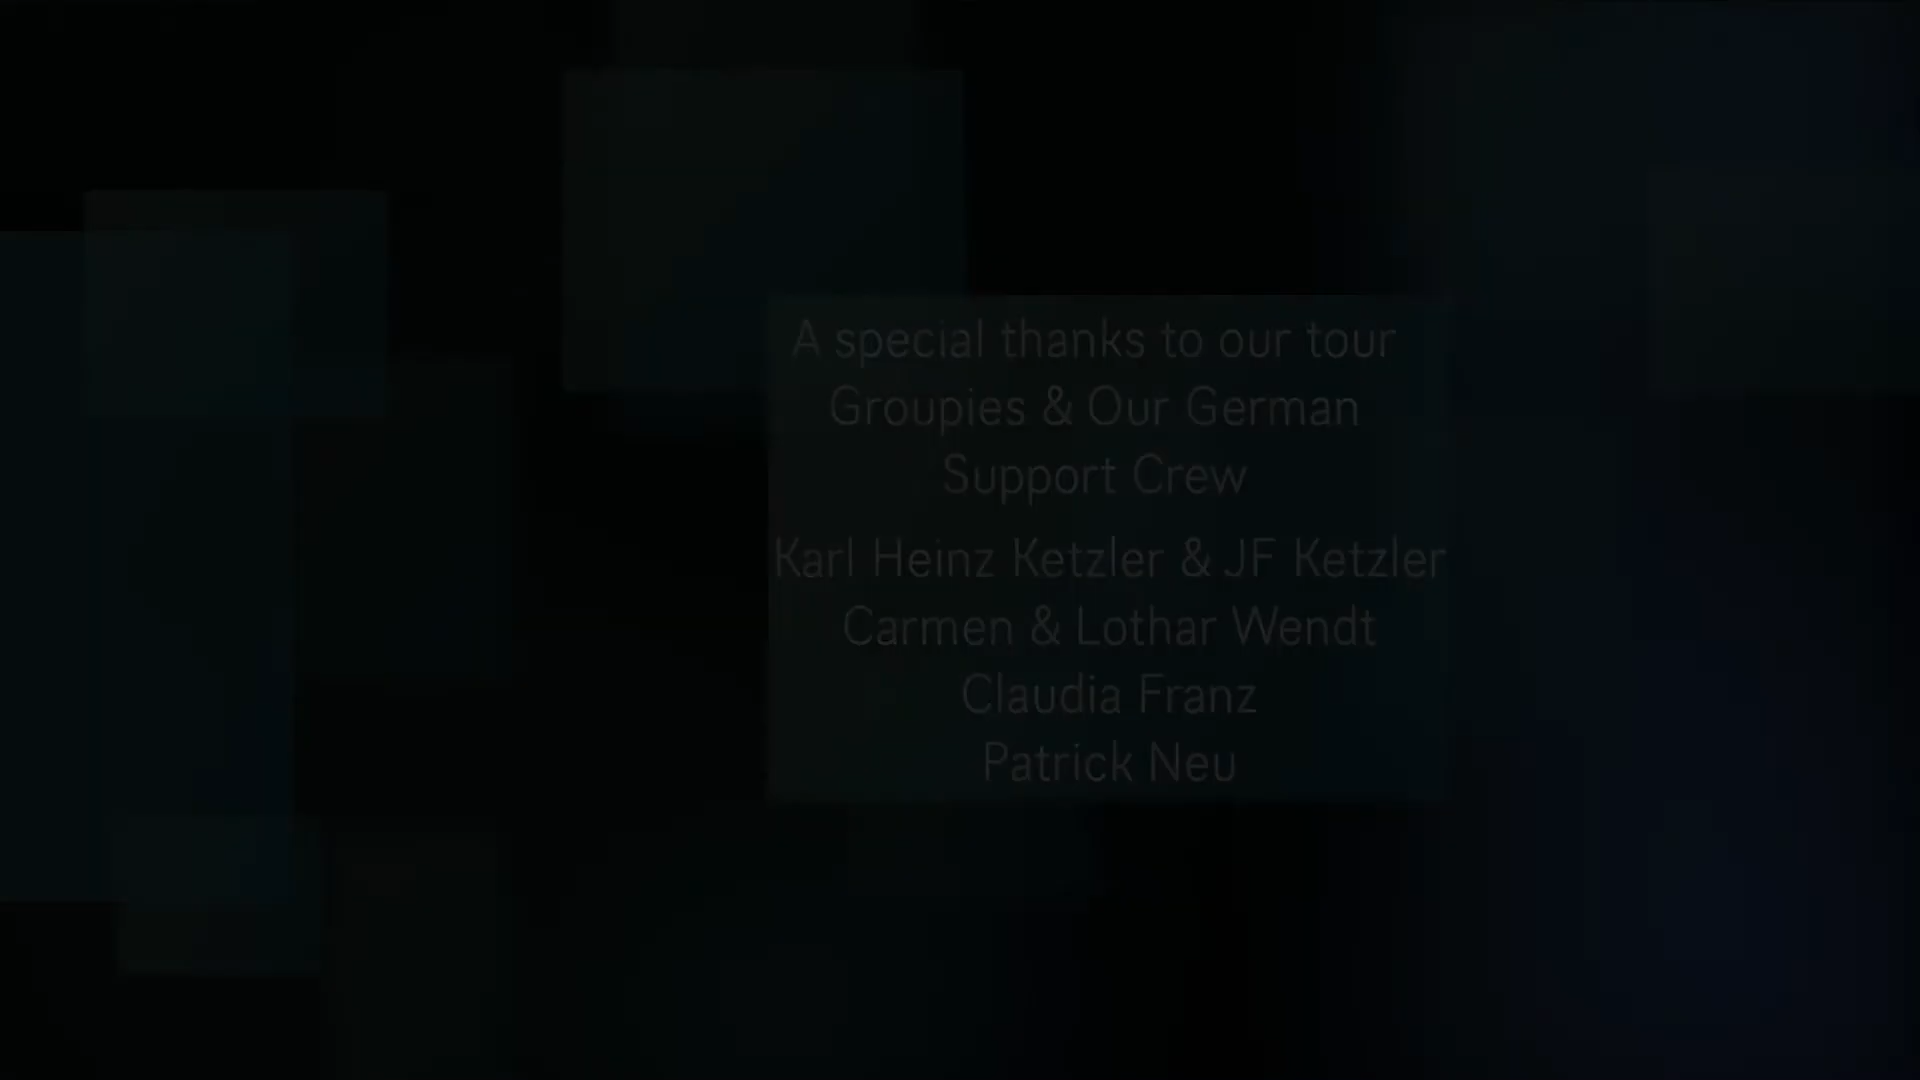 A special thanks to our tour
Groupies & Our German
Support Crew
Karl Heinz Ketzler & JF Ketzler
Carmen & Lothar Wendt
Claudia Franz
Patrick Neu